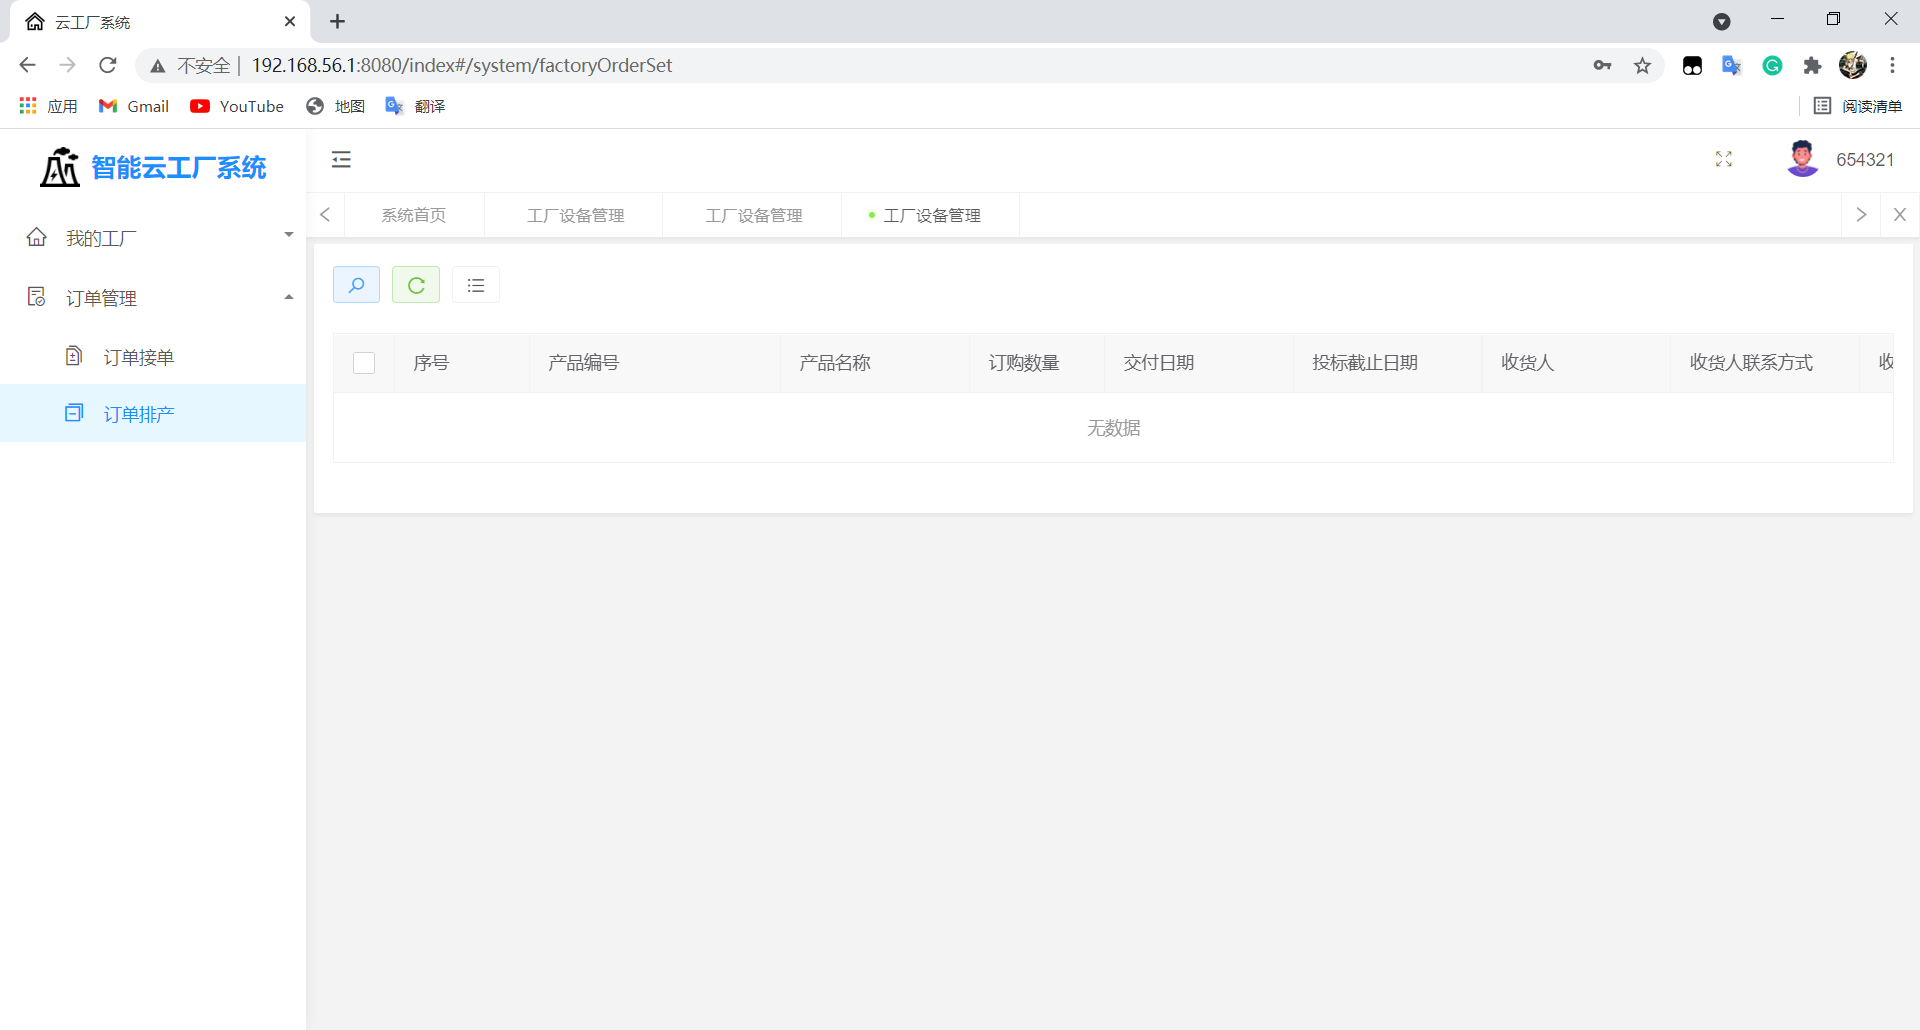 云工厂系统
不安全 192.168.56.1:8080/index#/system/factoryOrderSet
应用 Gmail YouTube 地图 翻译 阅读清单
智能云工厂系统
654321
系统首页 工厂设备管理 工厂设备管理 工厂设备管理
我的工厂
订单管理
订单接单
订单排产
序号 产品编号 产品名称 订购数量 交付日期 投标截止日期 收货人 收货人联系方式 收
无数据